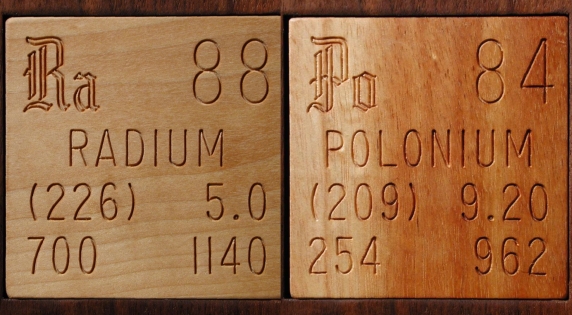 Ra 88
RADIUM
(226) 5.0
700 1140
Po 84
POLONIUM
(209) 9.20
254 962